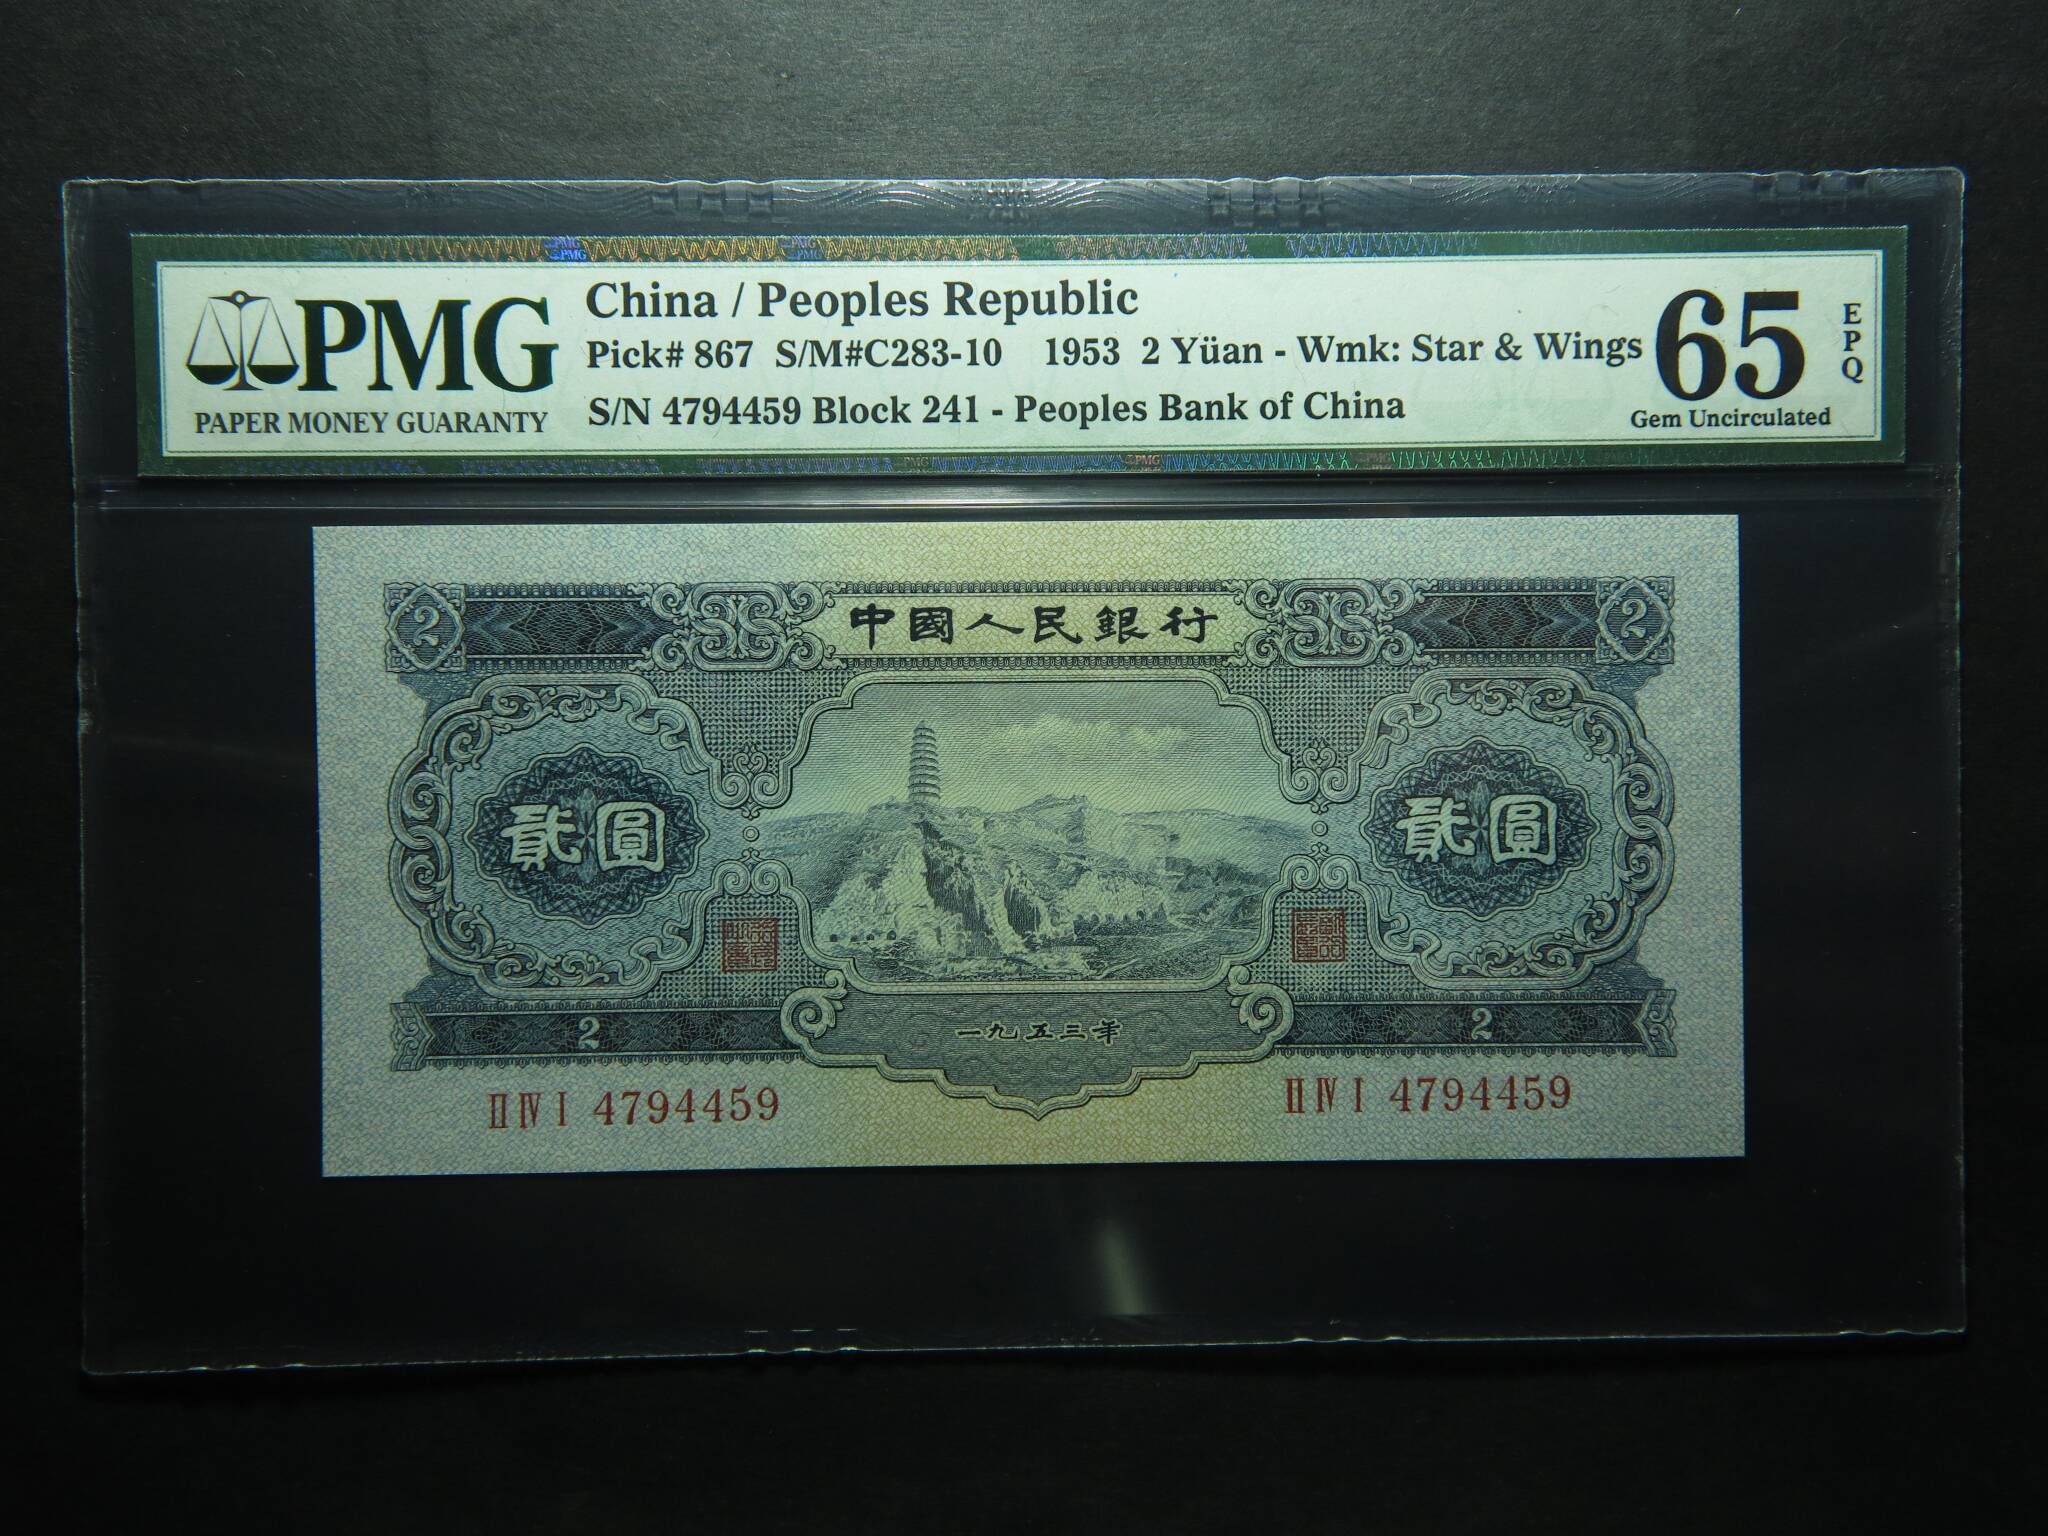 China / Peoples Republic
PMG
PAPER MONEY GUARANTY
Pick# 867 S/M#C283-10 1953 2 Yüan - Wmk: Star & Wings
S/N 4794459 Block 241 - Peoples Bank of China
65
EPQ
Gem Uncirculated
2 中國人民銀行 2
貳圓 貳圓
一九五三年
2 2
II IV I 4794459 II IV I 4794459